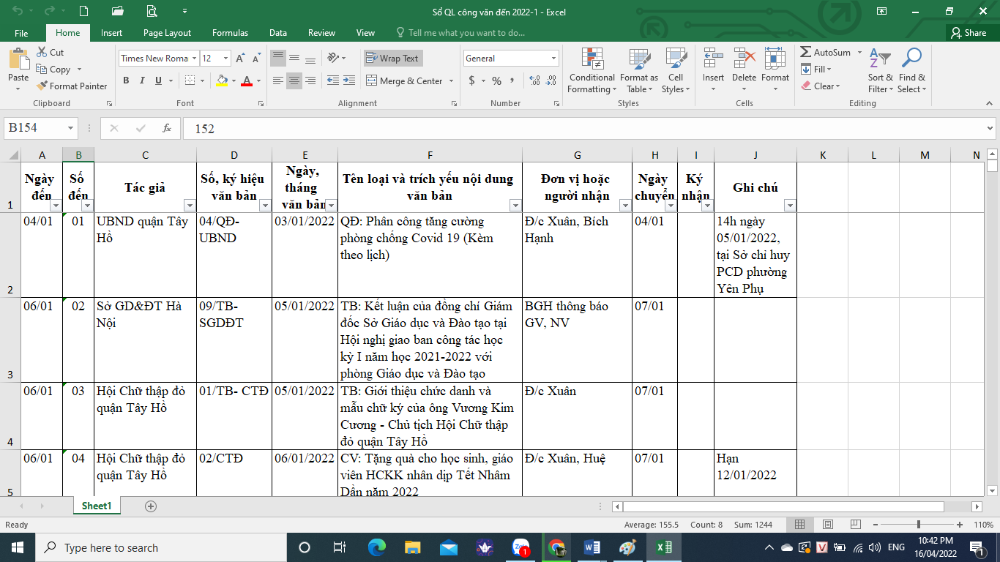 Sổ QL công văn đến 2022-1 - Excel
File Home Insert Page Layout Formulas Data Review View Tell me what you want to do... Share
Cut
Copy
Format Painter
Paste
Clipboard
Times New Roma 12
B I U
Font
Wrap Text
Merge & Center
Alignment
General
$ % ,
Number
Conditional Formatting
Format as Table
Cell Styles
Styles
Insert Delete Format
Cells
AutoSum
Fill
Clear
Sort & Filter
Find & Select
Editing
B154 fx 152
A B C D E F G H I J K L M N
1
Ngày đến
Số đến
Tác giả
Số, ký hiệu văn bản
Ngày, tháng văn bản
Tên loại và trích yếu nội dung văn bản
Đơn vị hoặc người nhận
Ngày chuyển
Ký nhận
Ghi chú
2
04/01
01
UBND quận Tây
Hồ
04/QĐ-
UBND
03/01/2022
QĐ: Phân công tăng cường
phòng chống Covid 19 (Kèm
theo lịch)
Đ/c Xuân, Bích
Hạnh
04/01
14h ngày
05/01/2022,
tại Sở chỉ huy
PCD phường
Yên Phụ
3
06/01
02
Sở GD&ĐT Hà
Nội
09/TB-
SGDĐT
05/01/2022
TB: Kết luận của đồng chí Giám
đốc Sở Giáo dục và Đào tạo tại
Hội nghị giao ban công tác học
kỳ I năm học 2021-2022 với
phòng Giáo dục và Đào tạo
BGH thông báo
GV, NV
07/01
4
06/01
03
Hội Chữ thập đỏ
quận Tây Hồ
01/TB- CTĐ
05/01/2022
TB: Giới thiệu chức danh và
mẫu chữ ký của ông Vương Kim
Cương - Chủ tịch Hội Chữ thập
đỏ quận Tây Hồ
Đ/c Xuân
07/01
5
06/01
04
Hội Chữ thập đỏ
quận Tây Hồ
02/CTĐ
06/01/2022
CV: Tặng quà cho học sinh, giáo
viên HCKK nhân dịp Tết Nhâm
Dần năm 2022
Đ/c Xuân, Huệ
07/01
Hạn
12/01/2022
Sheet1
Ready
Average: 155.5 Count: 8 Sum: 1244
110%
Type here to search
ENG
10:42 PM
16/04/2022